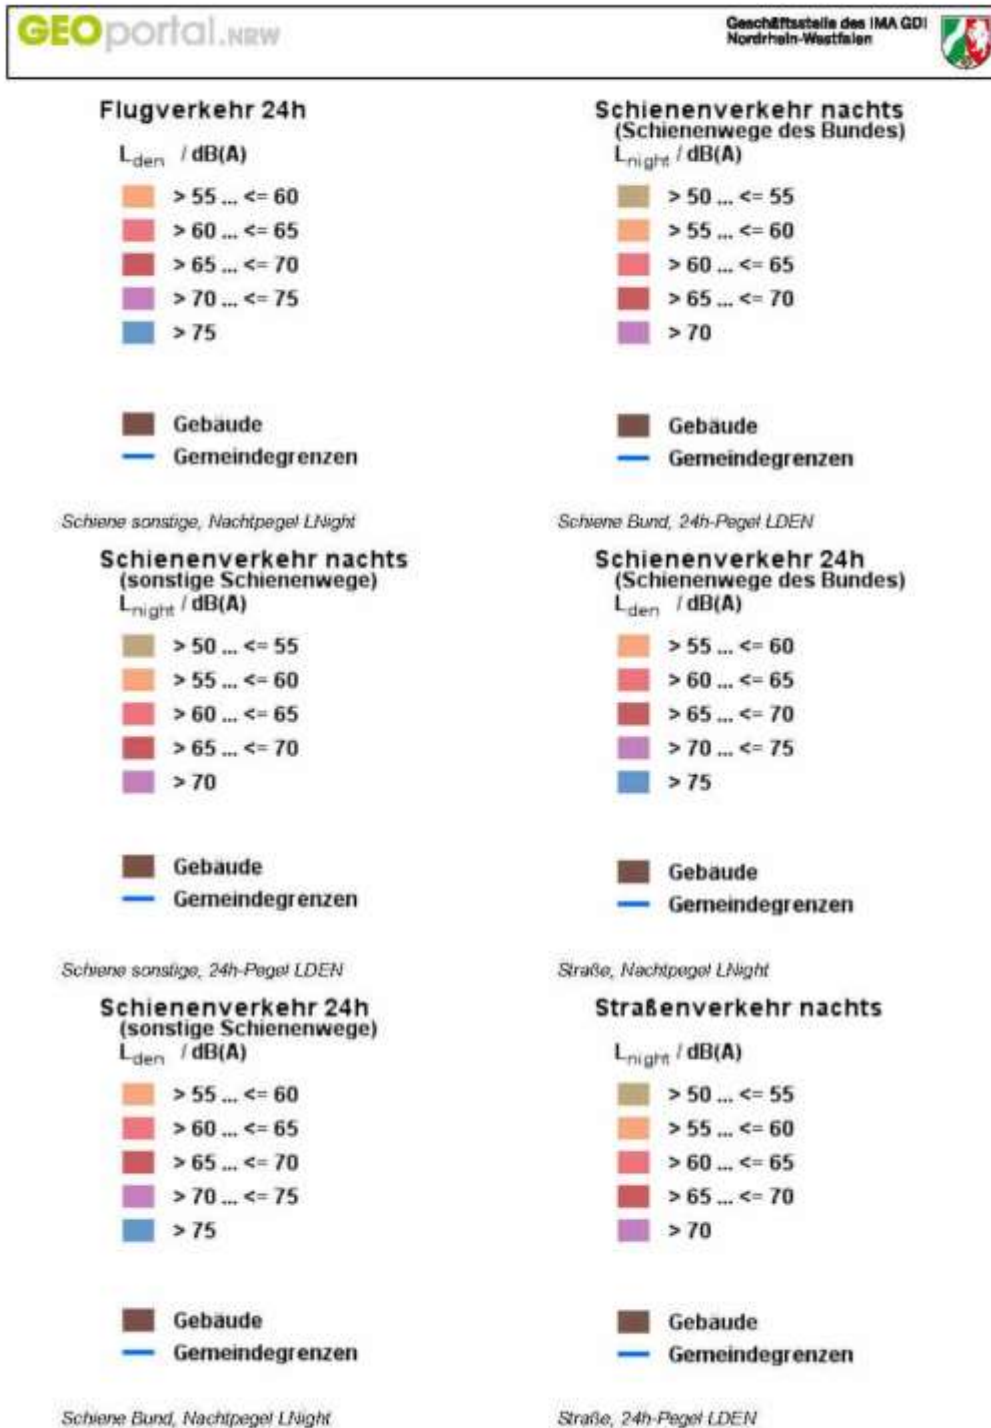 GEOportal.NRW
Geschäftsstelle des IMA GDI
Nordrhein-Westfalen
Flugverkehr 24h
Lden / dB(A)
> 55 ... <= 60
> 60 ... <= 65
> 65 ... <= 70
> 70 ... <= 75
> 75
Gebäude
Gemeindegrenzen
Schienenverkehr nachts
(Schienenwege des Bundes)
Lnight / dB(A)
> 50 ... <= 55
> 55 ... <= 60
> 60 ... <= 65
> 65 ... <= 70
> 70
Gebäude
Gemeindegrenzen
Schiene sonstige, Nachtpegel LNight
Schienenverkehr nachts
(sonstige Schienenwege)
Lnight / dB(A)
> 50 ... <= 55
> 55 ... <= 60
> 60 ... <= 65
> 65 ... <= 70
> 70
Gebäude
Gemeindegrenzen
Schiene Bund, 24h-Pegel LDEN
Schienenverkehr 24h
(Schienenwege des Bundes)
Lden / dB(A)
> 55 ... <= 60
> 60 ... <= 65
> 65 ... <= 70
> 70 ... <= 75
> 75
Gebäude
Gemeindegrenzen
Schiene sonstige, 24h-Pegel LDEN
Schienenverkehr 24h
(sonstige Schienenwege)
Lden / dB(A)
> 55 ... <= 60
> 60 ... <= 65
> 65 ... <= 70
> 70 ... <= 75
> 75
Gebäude
Gemeindegrenzen
Straße, Nachtpegel LNight
Straßenverkehr nachts
Lnight / dB(A)
> 50 ... <= 55
> 55 ... <= 60
> 60 ... <= 65
> 65 ... <= 70
> 70
Gebäude
Gemeindegrenzen
Schiene Bund, Nachtpegel LNight
Straße, 24h-Pegel LDEN